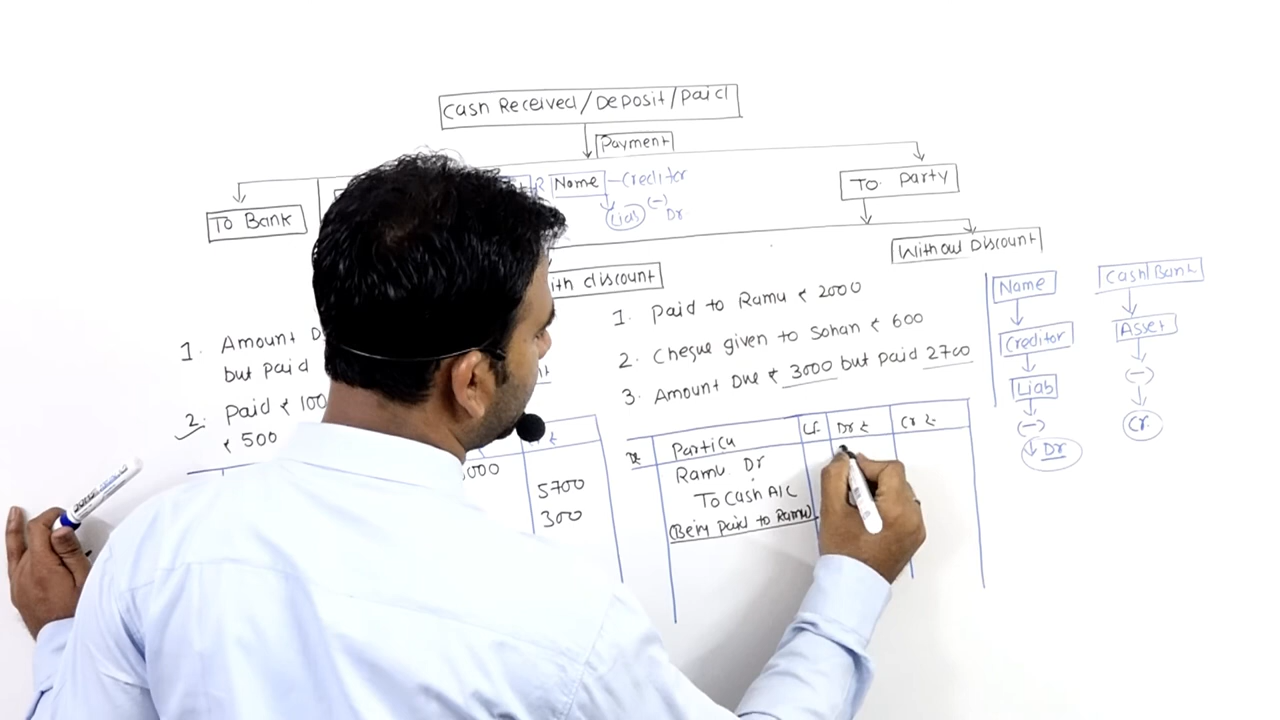 Cash Received/Deposit/paid
Payment
Name - Creditor
Liab (-) Dr
To Bank
To Party
With discount
Without Discount
1. Amount D
but paid
2. Paid ₹ 100
₹ 500
1. Paid to Ramu ₹ 2000
2. Cheque given to Sohan ₹ 600
3. Amount Due ₹ 3000 but paid 2700
Name
Creditor
Liab
(-)
↓ Dr
Cash/Bank
Asset
(-)
Cr.
000
5700
300
Particu LF Dr ₹ Cr ₹
Ramu Dr
To Cash A/C
(Bein paid to Ramu)